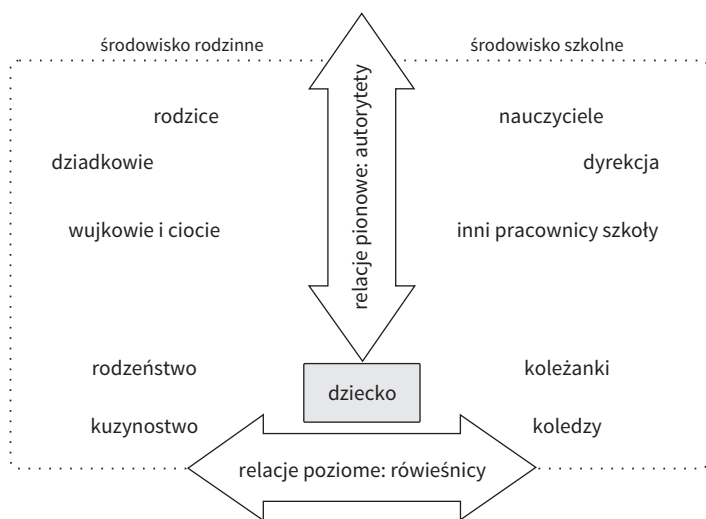 środowisko rodzinne
środowisko szkolne
rodzice
nauczyciele
dziadkowie
dyrekcja
wujkowie i ciocie
inni pracownicy szkoły
relacje pionowe: autorytety
rodzeństwo
koleżanki
dziecko
kuzynostwo
koledzy
relacje poziome: rówieśnicy